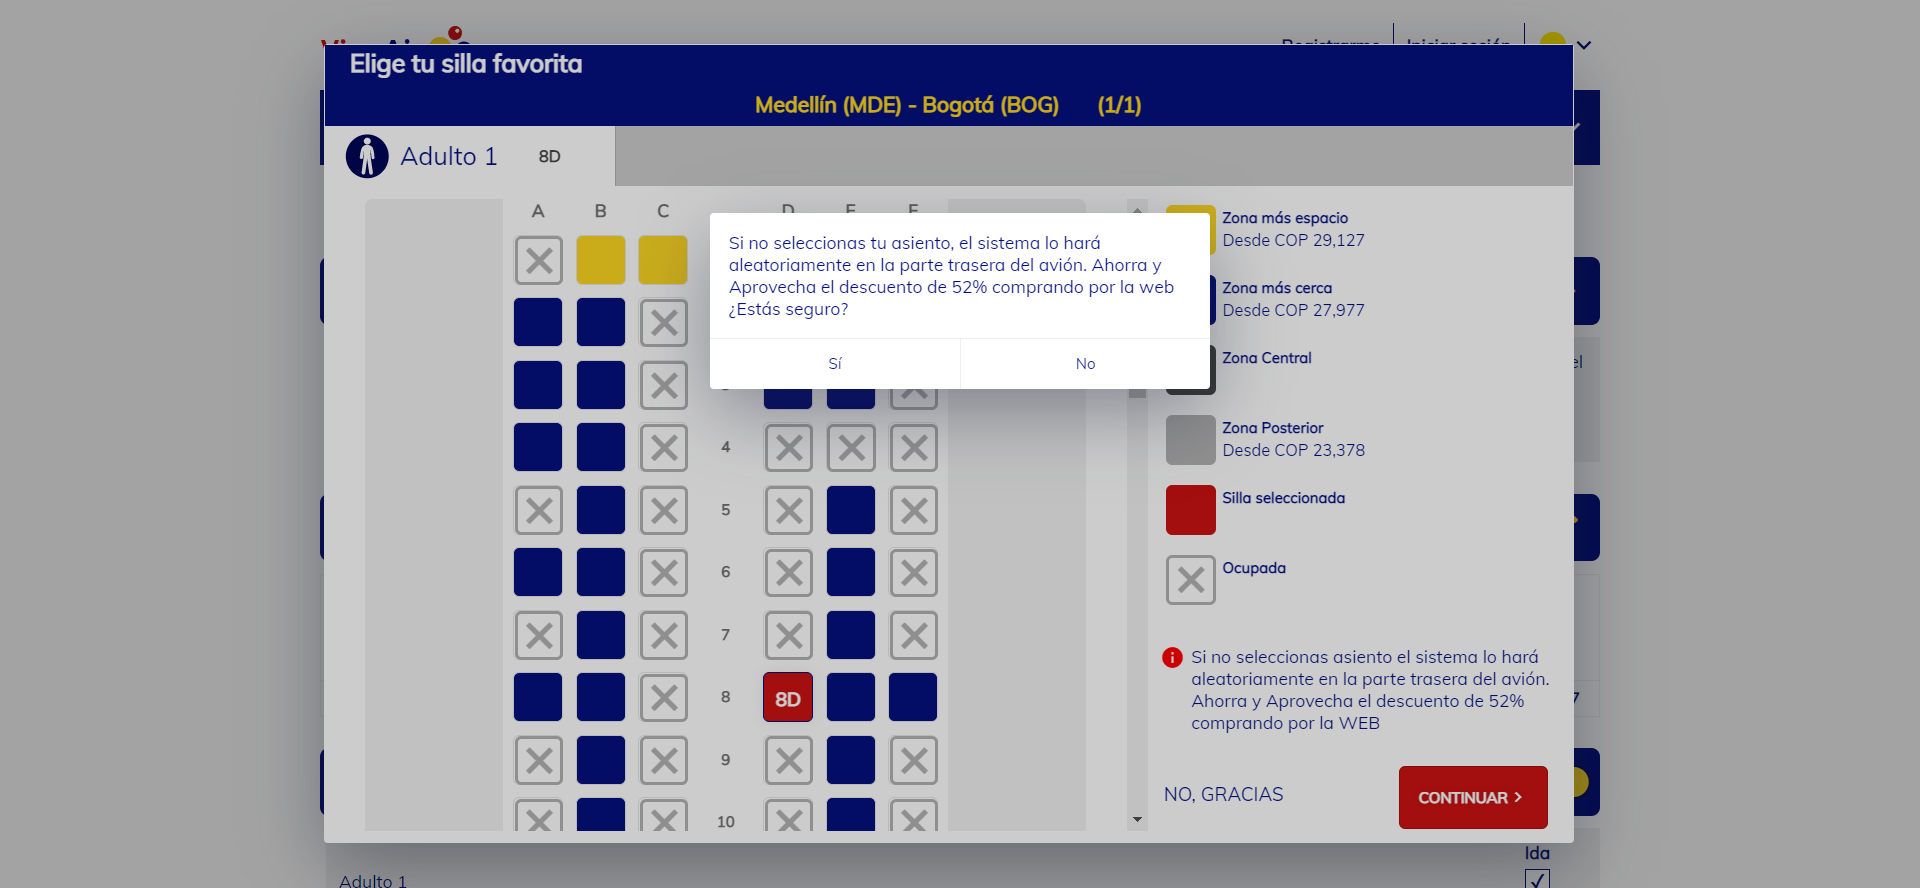 Elige tu silla favorita
Medellín (MDE) - Bogotá (BOG) (1/1)
Adulto 1 8D
A B C
Si no seleccionas tu asiento, el sistema lo hará
aleatoriamente en la parte trasera del avión. Ahorra y
Aprovecha el descuento de 52% comprando por la web
¿Estás seguro?
Sí No
4
5
6
7
8 8D
9
10
Zona más espacio
Desde COP 29,127
Zona más cerca
Desde COP 27,977
Zona Central
Zona Posterior
Desde COP 23,378
Silla seleccionada
Ocupada
Si no seleccionas asiento el sistema lo hará
aleatoriamente en la parte trasera del avión.
Ahorra y Aprovecha el descuento de 52%
comprando por la WEB
NO, GRACIAS
CONTINUAR
Ida
Adulto 1